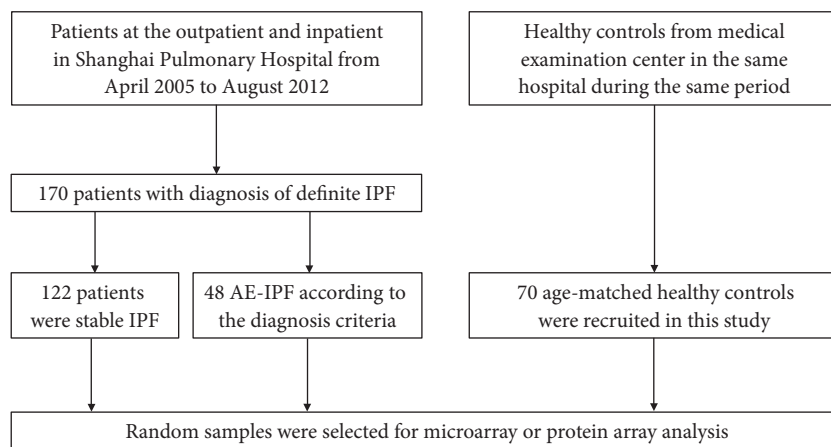 Patients at the outpatient and inpatient
in Shanghai Pulmonary Hospital from
April 2005 to August 2012
Healthy controls from medical
examination center in the same
hospital during the same period
170 patients with diagnosis of definite IPF
122 patients
were stable IPF
48 AE-IPF according to
the diagnosis criteria
70 age-matched healthy controls
were recruited in this study
Random samples were selected for microarray or protein array analysis